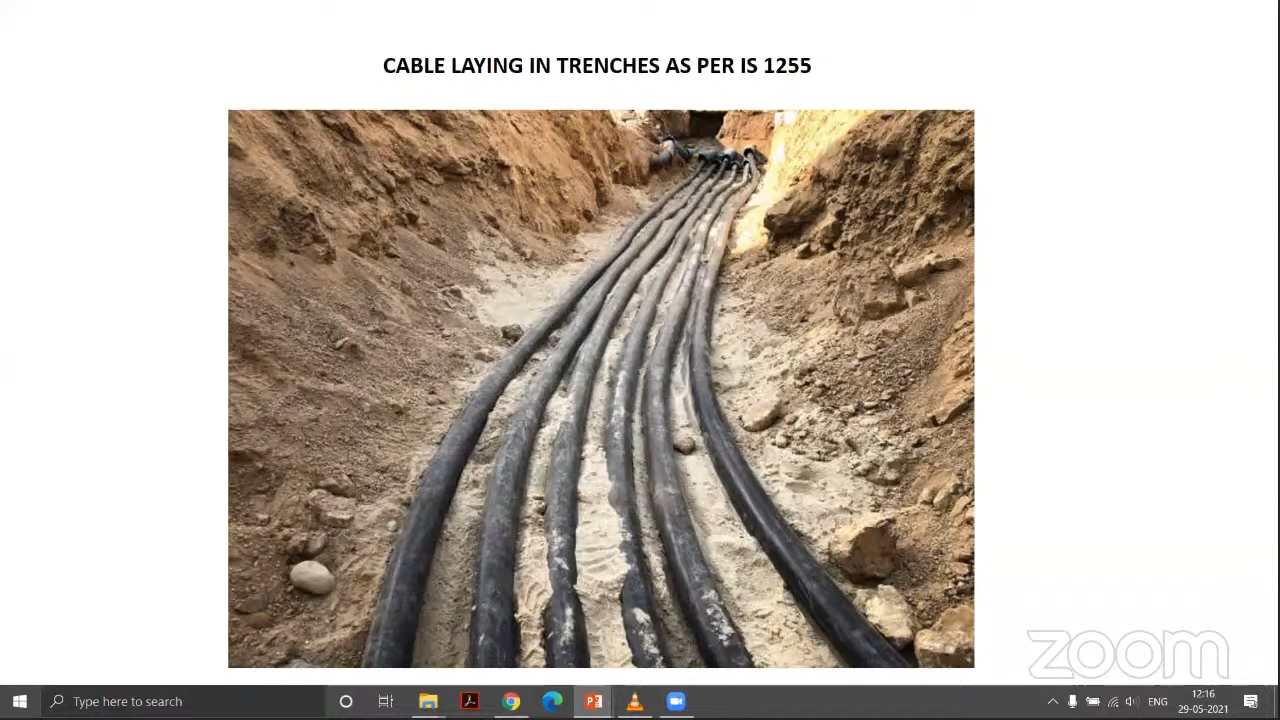 CABLE LAYING IN TRENCHES AS PER IS 1255
zoom
Type here to search
ENG
12:16
29-05-2021